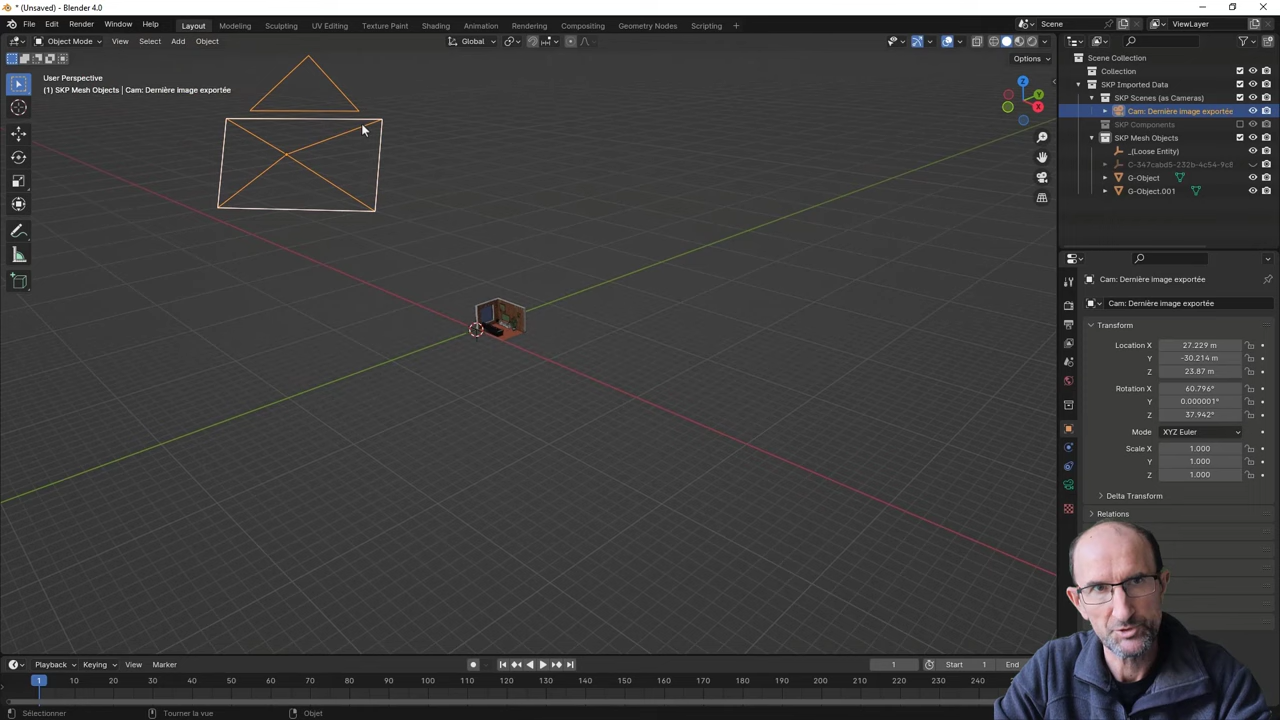 * (Unsaved) - Blender 4.0
File Edit Render Window Help Layout Modeling Sculpting UV Editing Texture Paint Shading Animation Rendering Compositing Geometry Nodes Scripting + Scene ViewLayer
Object Mode View Select Add Object Global
Options
User Perspective
(1) SKP Mesh Objects | Cam: Dernière image exportée
Z
Y
X
Scene Collection
Collection
SKP Imported Data
SKP Scenes (as Cameras)
Cam: Dernière image exportée
SKP Components
SKP Mesh Objects
_(Loose Entity)
C-347cabd5-232b-4c54-9c8
G-Object
G-Object.001
Cam: Dernière image exportée
Cam: Dernière image exportée
Transform
Location X 27.229 m
Y -30.214 m
Z 23.87 m
Rotation X 60.796°
Y 0.000001°
Z 37.942°
Mode XYZ Euler
Scale X 1.000
Y 1.000
Z 1.000
Delta Transform
Relations
Playback Keying View Marker 1 Start 1 End
1 10 20 30 40 50 60 70 80 90 100 110 120 130 140 150 160 170 180 190 200 210 220 230 240
Sélectionner Tourner la vue Objet